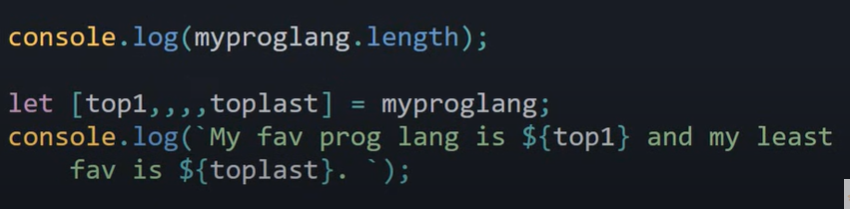 console.log(myproglang.length);
let [top1,,,,toplast] = myproglang;
console.log(`My fav prog lang is ${top1} and my least
fav is ${toplast}. `);